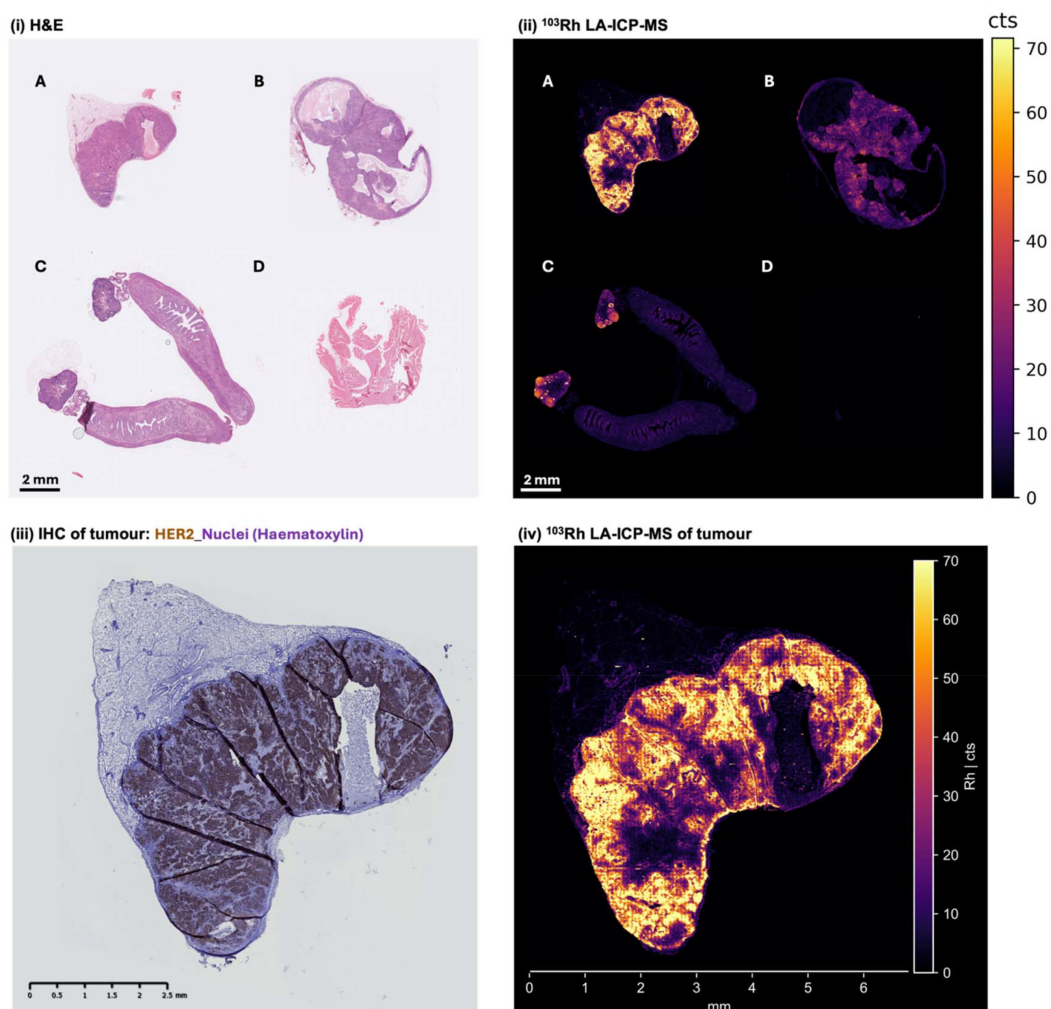 (i) H&E
(ii) ¹⁰³Rh LA-ICP-MS
cts
A
B
C
D
2 mm
A
B
C
D
2 mm
70
60
50
40
30
20
10
0
(iii) IHC of tumour: HER2_Nuclei (Haematoxylin)
(iv) ¹⁰³Rh LA-ICP-MS of tumour
0 0.5 1 1.5 2 2.5 mm
70
60
50
40
30
20
10
0
Rh | cts
0 1 2 3 4 5 6
mm